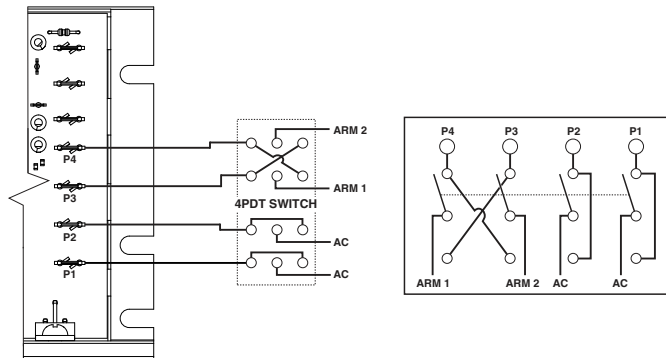 P4
P3
P2
P1
ARM 2
ARM 1
4PDT SWITCH
AC
AC
P4 P3 P2 P1
ARM 1 ARM 2 AC AC